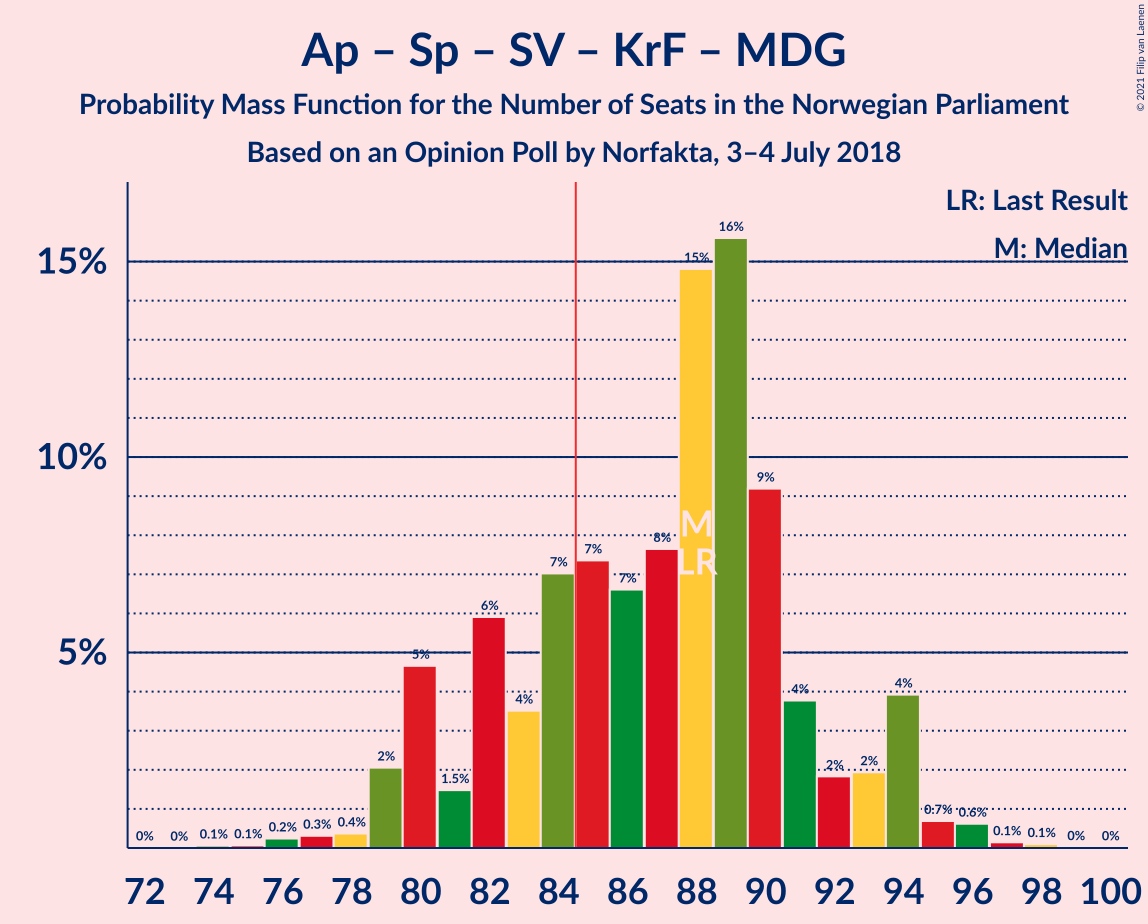 Ap – Sp – SV – KrF – MDG
Probability Mass Function for the Number of Seats in the Norwegian Parliament
Based on an Opinion Poll by Norfakta, 3–4 July 2018
© 2021 Filip van Laenen
LR: Last Result
M: Median
15%
10%
5%
0% 0% 0.1% 0.1% 0.2% 0.3% 0.4% 2% 5% 1.5% 6% 4% 7% 7% 7% 8% 15% 16% 9% 4% 2% 2% 4% 0.7% 0.6% 0.1% 0.1% 0% 0%
M
LR
72 74 76 78 80 82 84 86 88 90 92 94 96 98 100